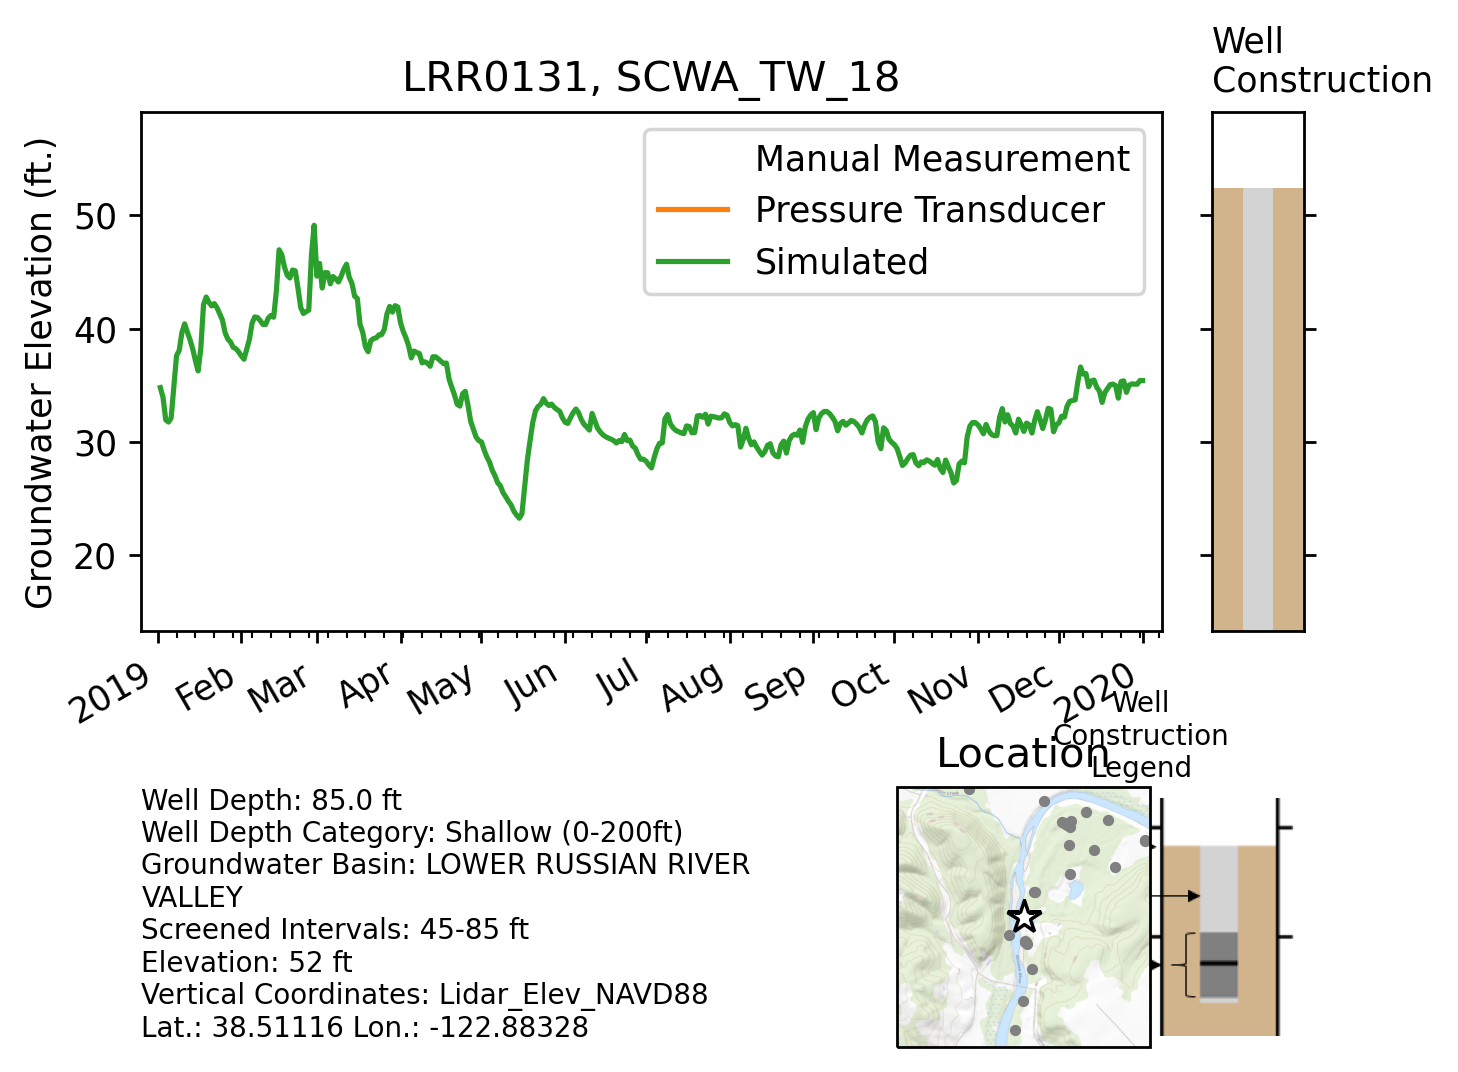 Well
Construction
LRR0131, SCWA_TW_18
Groundwater Elevation (ft.)
50
40
30
20
Manual Measurement
Pressure Transducer
Simulated
2019
Feb
Mar
Apr
May
Jun
Jul
Aug
Sep
Oct
Nov
Dec
2020
Well
Construction
Legend
Location
Well Depth: 85.0 ft
Well Depth Category: Shallow (0-200ft)
Groundwater Basin: LOWER RUSSIAN RIVER
VALLEY
Screened Intervals: 45-85 ft
Elevation: 52 ft
Vertical Coordinates: Lidar_Elev_NAVD88
Lat.: 38.51116 Lon.: -122.88328